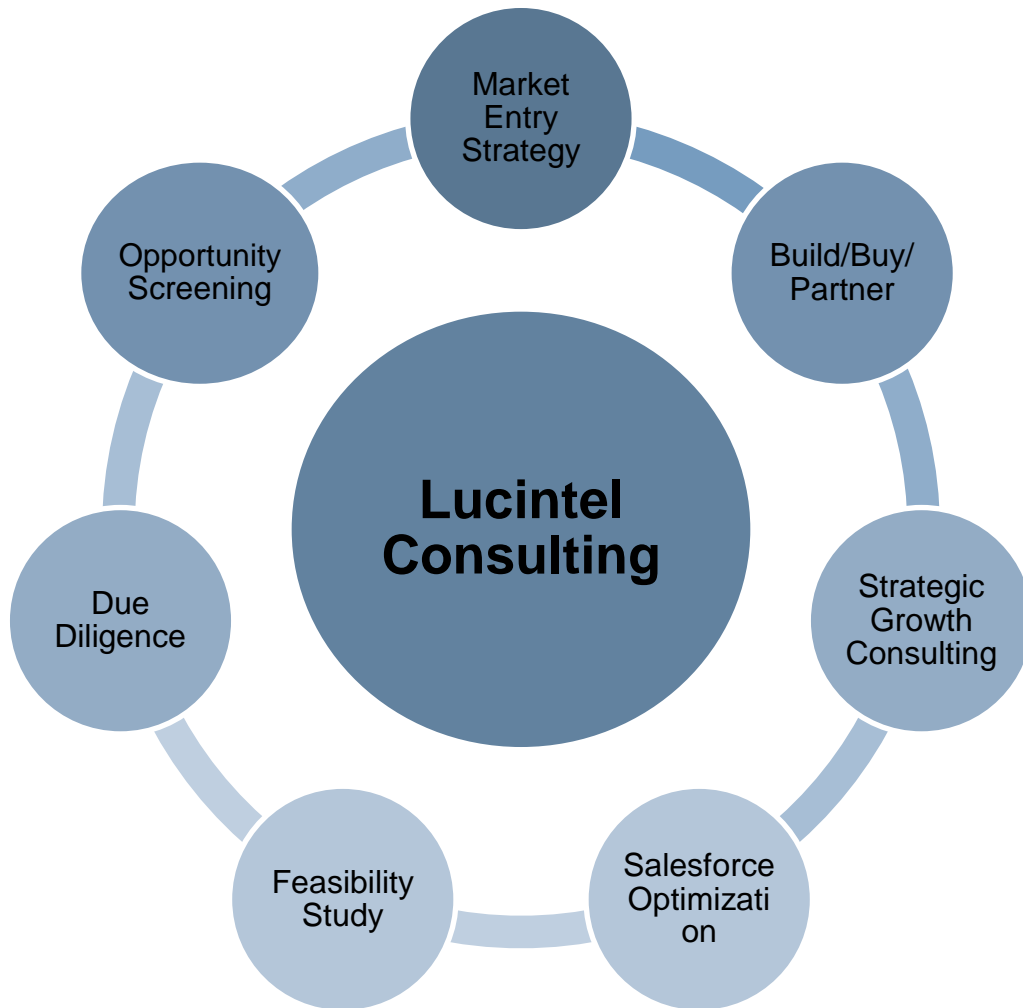 Market
Entry
Strategy
Build/Buy/
Partner
Strategic
Growth
Consulting
Salesforce
Optimizati
on
Feasibility
Study
Due
Diligence
Opportunity
Screening
Lucintel
Consulting